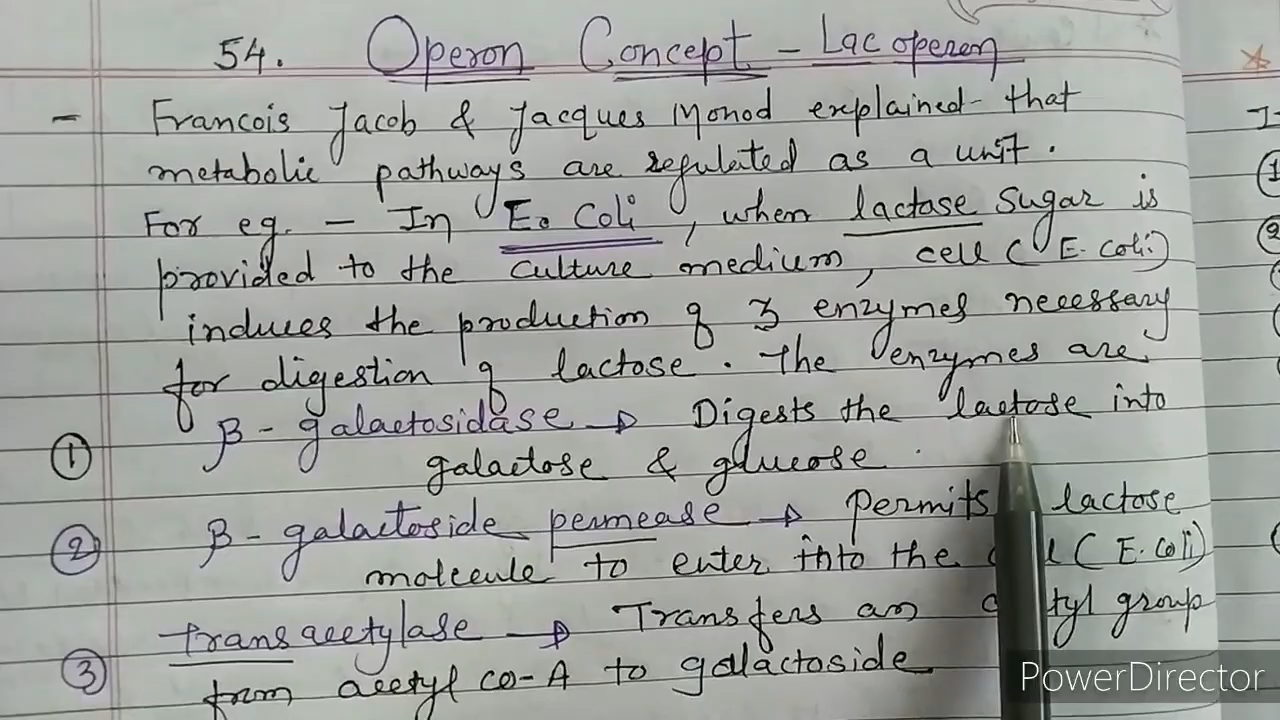 54. Operon Concept - Lac operon
- Francois Jacob & Jacques Monod explained that
metabolic pathways are regulated as a unit.
For eg. - In E. Coli, when lactase sugar is
provided to the culture medium, cell (E. Coli)
induces the production of 3 enzymes necessary
for digestion of lactose. The enzymes are
① β-galactosidase → Digests the lactose into
galactose & glucose.
② β-galactoside permease → permits lactose
molecule to enter into the (E. Coli)
③ transacetylase → Transfers an group
from acetyl co-A to galactoside
PowerDirector